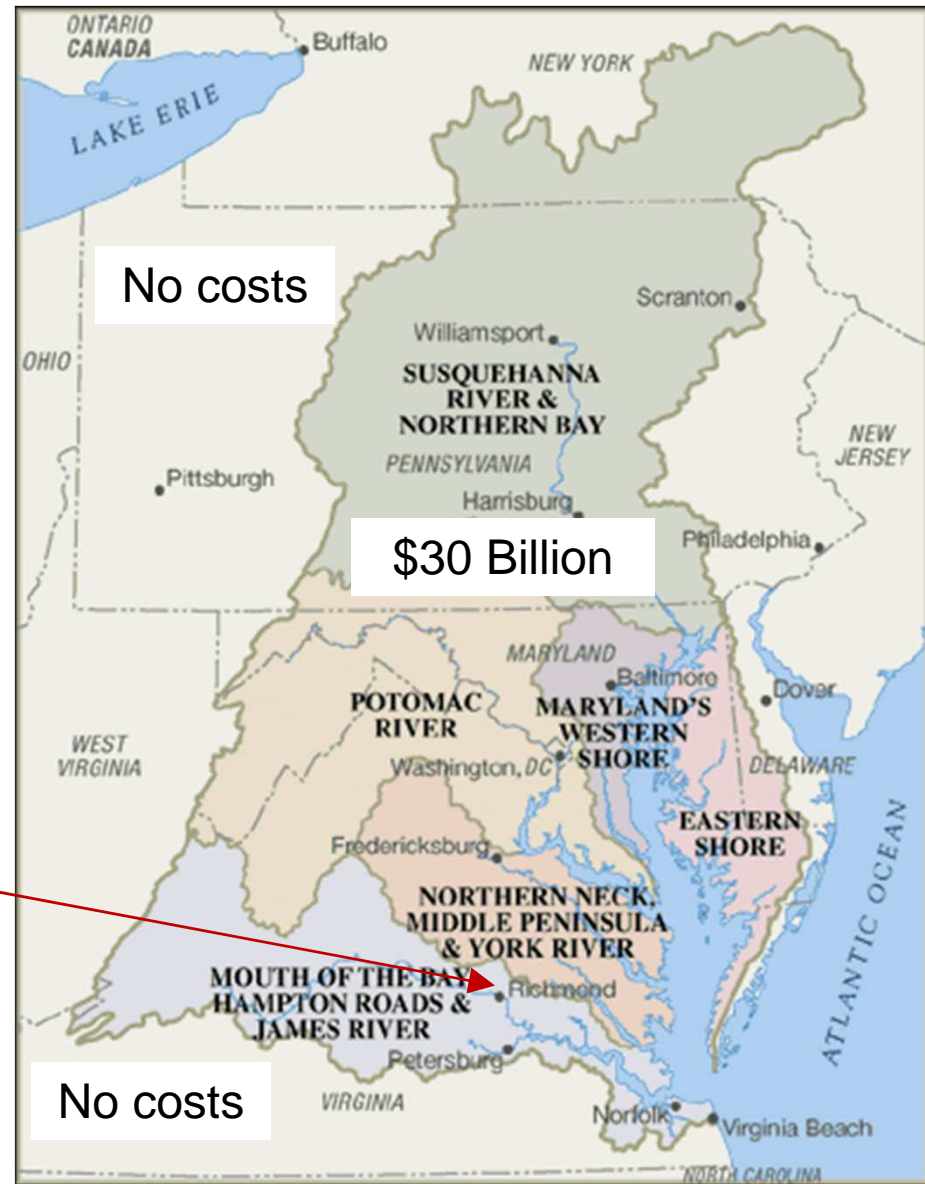 ONTARIO
CANADA
Buffalo
NEW YORK
LAKE ERIE
No costs
Scranton
Williamsport
OHIO
SUSQUEHANNA
RIVER &
NORTHERN BAY
NEW
JERSEY
PENNSYLVANIA
Pittsburgh
Harrisburg
$30 Billion
Philadelphia
MARYLAND
Baltimore
Dover
POTOMAC
RIVER
MARYLAND'S
WESTERN
SHORE
WEST
VIRGINIA
Washington, DC
DELAWARE
EASTERN
SHORE
Fredericksburg
ATLANTIC OCEAN
NORTHERN NECK,
MIDDLE PENINSULA
& YORK RIVER
MOUTH OF THE BAY
HAMPTON ROADS &
JAMES RIVER
Richmond
Petersburg
No costs
VIRGINIA
Norfolk
Virginia Beach
NORTH CAROLINA